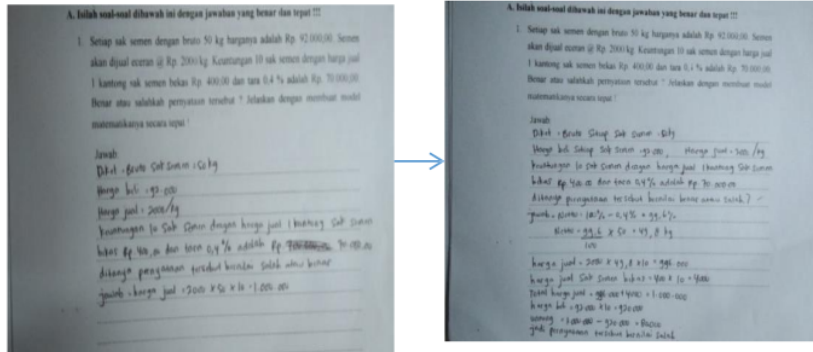 A. Isilah soal-soal dibawah ini dengan jawaban yang benar dan tepat !!!
1. Setiap sak semen dengan bruto 50 kg harganya adalah Rp. 92.000,00. Semen
akan dijual eceran @ Rp. 2000/kg. Keuntungan 10 sak semen dengan harga jual
1 kantong sak semen bekas Rp. 400,00 dan tara 0,4 % adalah Rp. 70.000,00.
Benar atau salahkah pernyataan tersebut ? Jelaskan dengan membuat model
matematikanya secara tepat !
Jawab:
Diket : Bruto Sak Semen : 50 kg
Harga beli : 92.000
Harga jual : 2000/kg
keuntungan 10 Sak Semen dengan harga jual 1 kantong Sak Semen
bekas Rp. 400,00 dan tara 0,4 % adalah Rp. 70.000.00
ditanya pernyataan tersebut bernilai Salah atau benar
jawab : harga jual = 2000 x 50 x 10 = 1.000.000
A. Isilah soal-soal dibawah ini dengan jawaban yang benar dan tepat !!!
1. Setiap sak semen dengan bruto 50 kg harganya adalah Rp. 92.000,00. Semen
akan dijual eceran @ Rp. 2000/kg. Keuntungan 10 sak semen dengan harga jual
1 kantong sak semen bekas Rp. 400,00 dan tara 0,4 % adalah Rp. 70.000,00.
Benar atau salahkah pernyataan tersebut ? Jelaskan dengan membuat model
matematikanya secara tepat !
Jawab:
Diket : Bruto Setiap Sak Semen : 50 kg
Harga beli Setiap Sak Semen : 92.000, Harga jual : 2000/kg
keuntungan 10 Sak Semen dengan harga jual 1 kantong Sak Semen
bekas Rp. 400.00 dan tara 0,4 % adalah Rp. 70.000.00
ditanya pernyataan tersebut bernilai benar atau Salah?
jawab : Netto = 100% - 0,4% = 99,6%
Netto = 99,6 x 50 = 49,8 kg
100
harga jual = 2000 x 49,8 x 10 = 996.000
harga jual Sak Semen bekas = 400 x 10 = 4000
Total harga jual = 996.000 + 4000 = 1.000.000
harga beli = 92.000 x 10 = 920.000
untung = 1.000.000 - 920.000 = 80.000
jadi pernyataan tersebut bernilai Salah